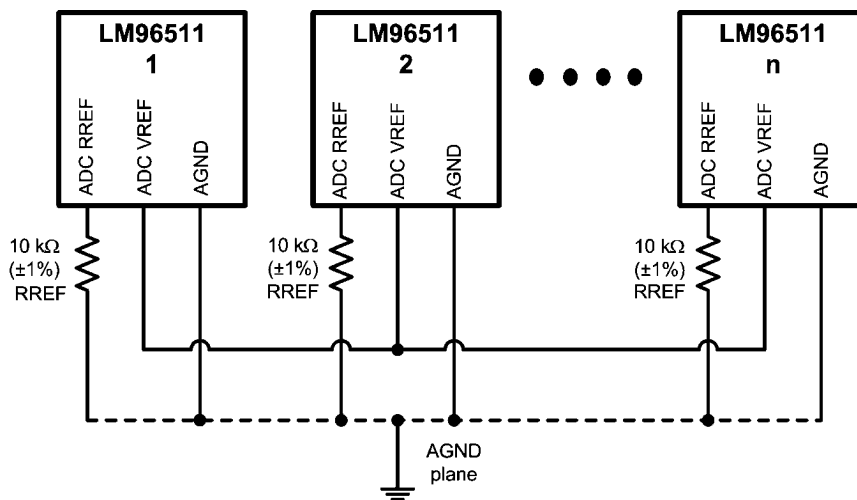 LM96511
1
ADC RREF
ADC VREF
AGND
10 kΩ
(±1%)
RREF
LM96511
2
ADC RREF
ADC VREF
AGND
10 kΩ
(±1%)
RREF
LM96511
n
ADC RREF
ADC VREF
AGND
10 kΩ
(±1%)
RREF
AGND
plane